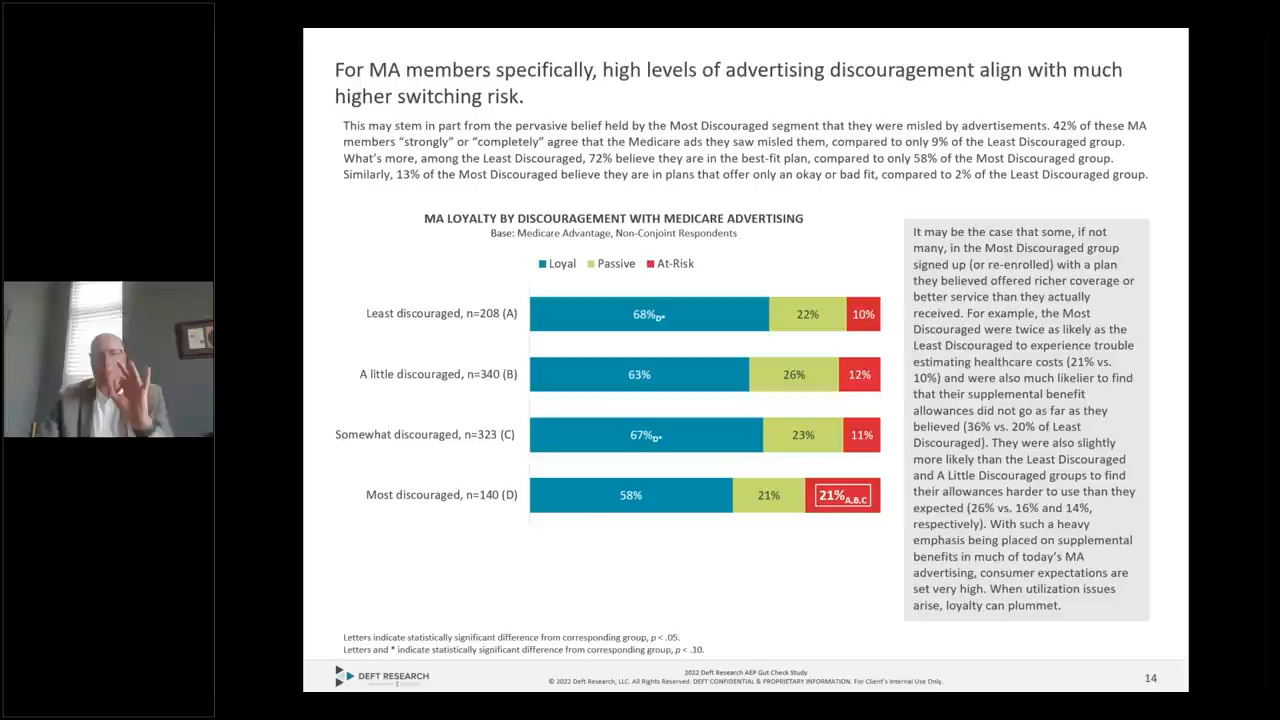 For MA members specifically, high levels of advertising discouragement align with much
higher switching risk.
This may stem in part from the pervasive belief held by the Most Discouraged segment that they were misled by advertisements. 42% of these MA
members “strongly” or “completely” agree that the Medicare ads they saw misled them, compared to only 9% of the Least Discouraged group.
What’s more, among the Least Discouraged, 72% believe they are in the best-fit plan, compared to only 58% of the Most Discouraged group.
Similarly, 13% of the Most Discouraged believe they are in plans that offer only an okay or bad fit, compared to 2% of the Least Discouraged group.
MA LOYALTY BY DISCOURAGEMENT WITH MEDICARE ADVERTISING
Base: Medicare Advantage, Non-Conjoint Respondents
Loyal Passive At-Risk
Least discouraged, n=208 (A) 68%D* 22% 10%
A little discouraged, n=340 (B) 63% 26% 12%
Somewhat discouraged, n=323 (C) 67%D* 23% 11%
Most discouraged, n=140 (D) 58% 21% 21%A,B,C
It may be the case that some, if not
many, in the Most Discouraged group
signed up (or re-enrolled) with a plan
they believed offered richer coverage or
better service than they actually
received. For example, the Most
Discouraged were twice as likely as the
Least Discouraged to experience trouble
estimating healthcare costs (21% vs.
10%) and were also much likelier to find
that their supplemental benefit
allowances did not go as far as they
believed (36% vs. 20% of Least
Discouraged). They were also slightly
more likely than the Least Discouraged
and A Little Discouraged groups to find
their allowances harder to use than they
expected (26% vs. 16% and 14%,
respectively). With such a heavy
emphasis being placed on supplemental
benefits in much of today’s MA
advertising, consumer expectations are
set very high. When utilization issues
arise, loyalty can plummet.
Letters indicate statistically significant difference from corresponding group, p < .05.
Letters and * indicate statistically significant difference from corresponding group, p < .10.
DEFT RESEARCH
2022 Deft Research AEP Gut Check Study
© 2022 Deft Research, LLC. All Rights Reserved. DEFT CONFIDENTIAL & PROPRIETARY INFORMATION. For Client’s Internal Use Only.
14